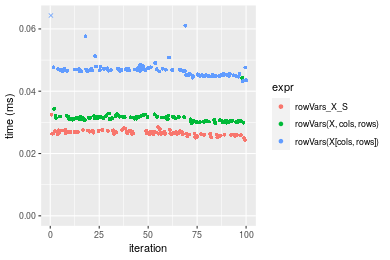 0.06
0.04
0.02
0.00
time (ms)
0
25
50
75
100
iteration
expr
rowVars_X_S
rowVars(X, cols, rows)
rowVars(X[cols, rows])